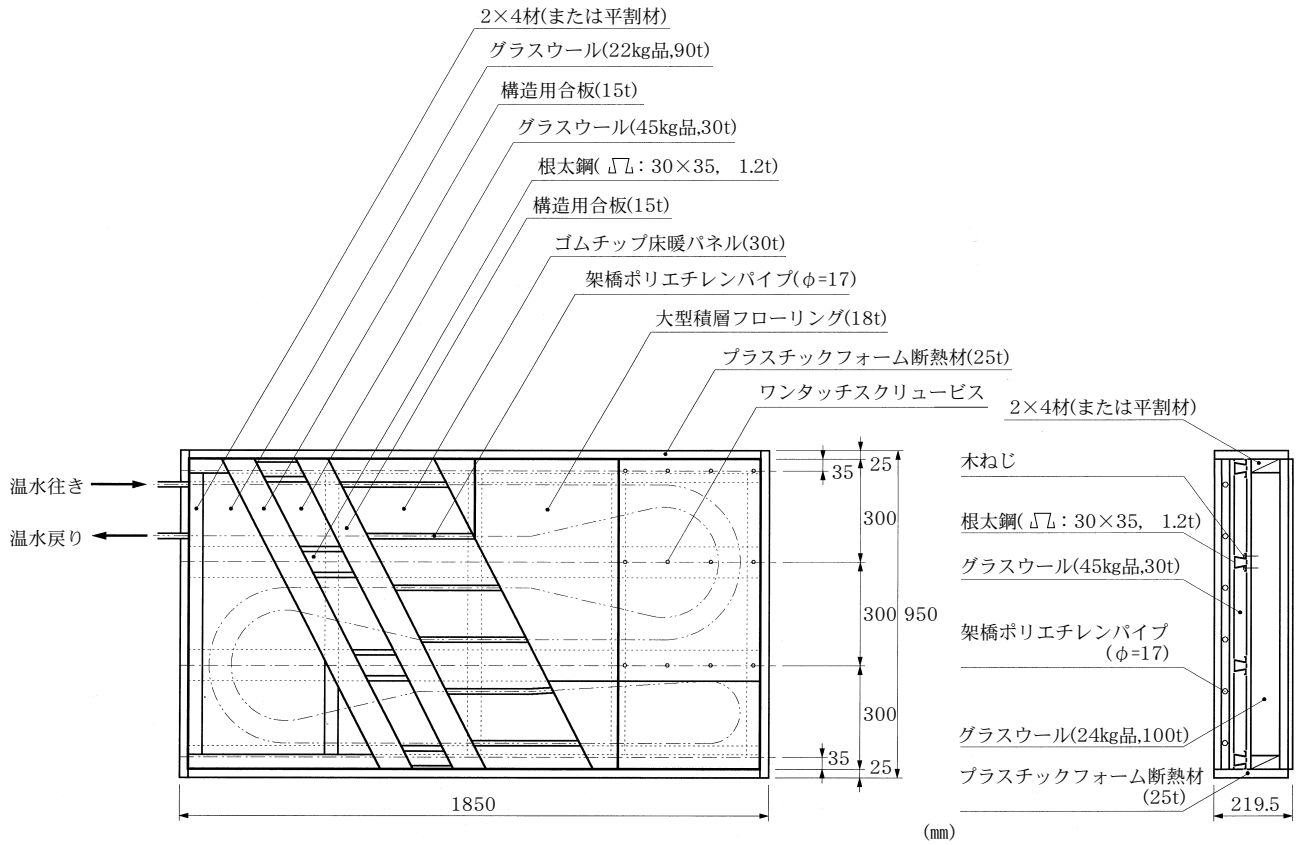 2×4材(または平割材)
グラスウール(22kg品,90t)
構造用合板(15t)
グラスウール(45kg品,30t)
根太鋼( : 30×35, 1.2t)
構造用合板(15t)
ゴムチップ床暖パネル(30t)
架橋ポリエチレンパイプ(φ=17)
大型積層フローリング(18t)
プラスチックフォーム断熱材(25t)
ワンタッチスクリュービス
2×4材(または平割材)
温水往き
温水戻り
35
25
300
300
950
300
35
25
1850
木ねじ
根太鋼( : 30×35, 1.2t)
グラスウール(45kg品,30t)
架橋ポリエチレンパイプ
(φ=17)
グラスウール(24kg品,100t)
プラスチックフォーム断熱材
(25t)
219.5
(mm)